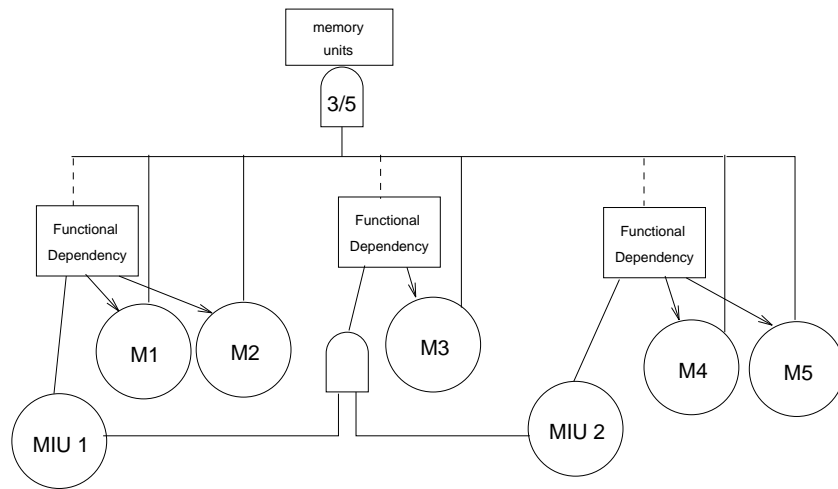 memory
units
3/5
Functional
Dependency
Functional
Dependency
Functional
Dependency
M1
M2
M3
M4
M5
MIU 1
MIU 2